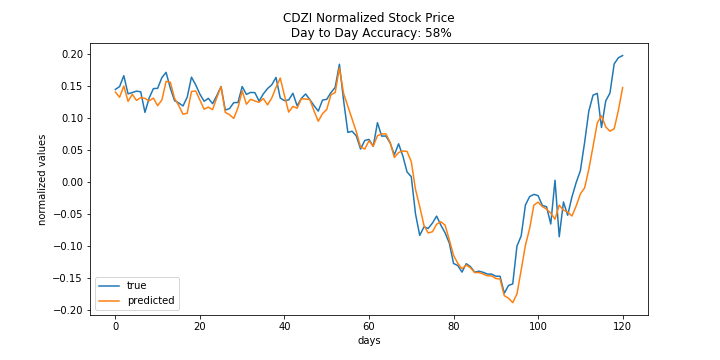 CDZI Normalized Stock Price
Day to Day Accuracy: 58%
normalized values
0.20
0.15
0.10
0.05
0.00
−0.05
−0.10
−0.15
−0.20
true
predicted
0 20 40 60 80 100 120
days